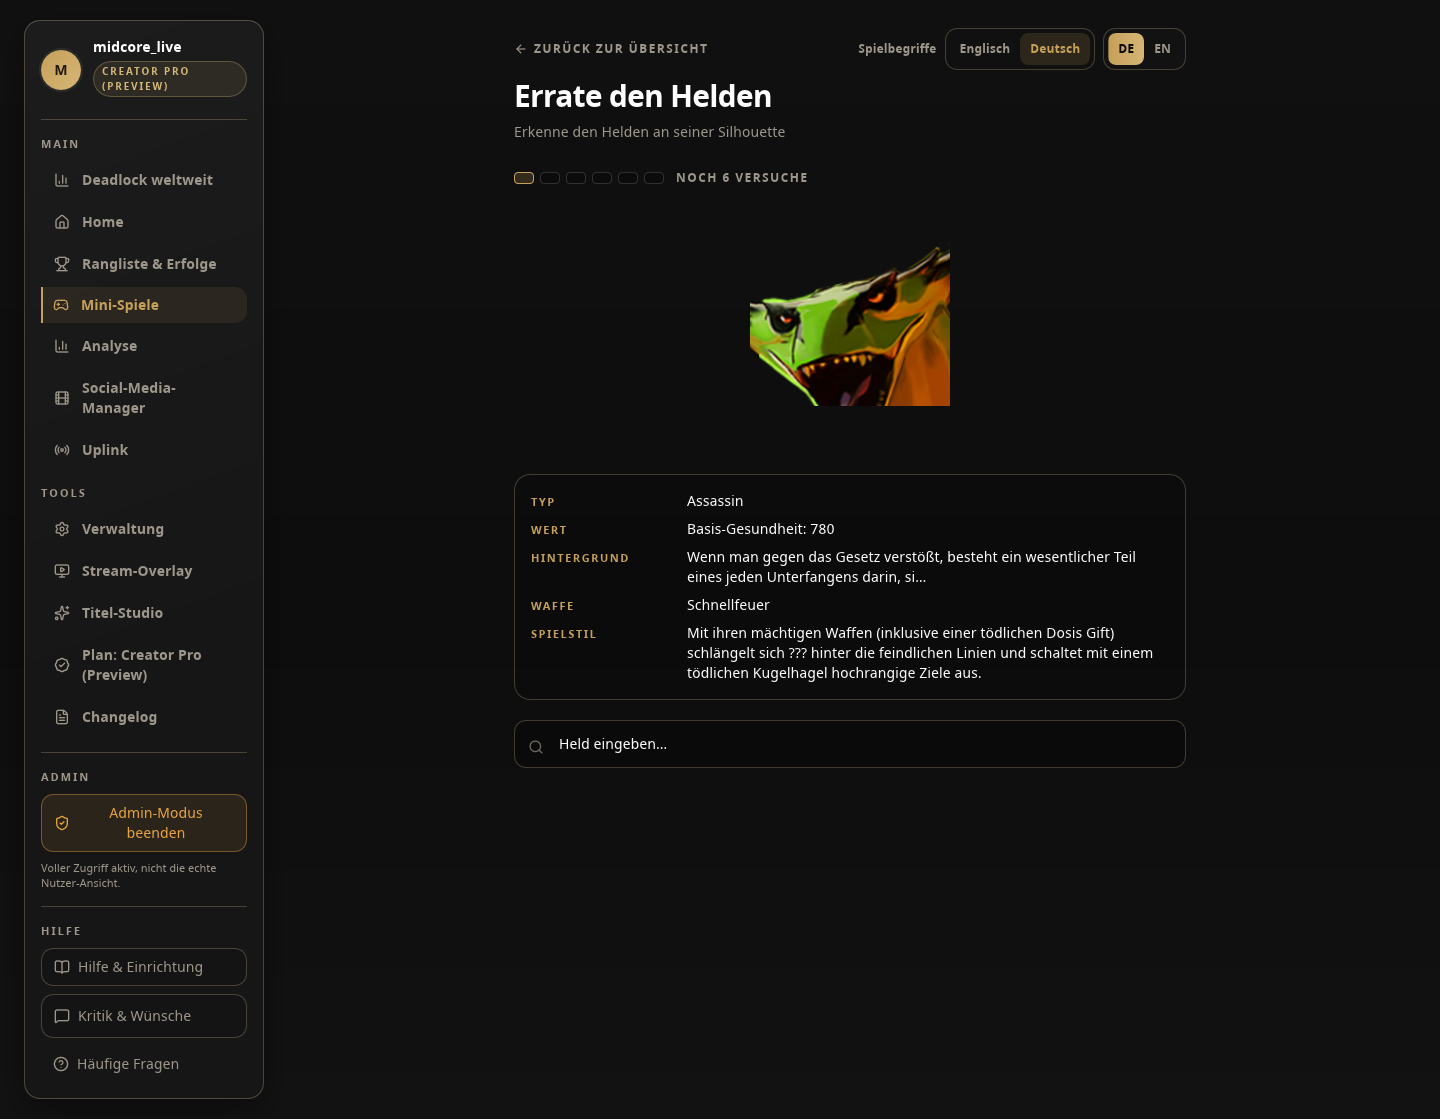 M
midcore_live
CREATOR PRO
(PREVIEW)
MAIN
Deadlock weltweit
Home
Rangliste & Erfolge
Mini-Spiele
Analyse
Social-Media-
Manager
Uplink
TOOLS
Verwaltung
Stream-Overlay
Titel-Studio
Plan: Creator Pro
(Preview)
Changelog
ADMIN
Admin-Modus
beenden
Voller Zugriff aktiv, nicht die echte
Nutzer-Ansicht.
HILFE
Hilfe & Einrichtung
Kritik & Wünsche
Häufige Fragen
ZURÜCK ZUR ÜBERSICHT
Spielbegriffe Englisch Deutsch DE EN
Errate den Helden
Erkenne den Helden an seiner Silhouette
NOCH 6 VERSUCHE
TYP Assassin
WERT Basis-Gesundheit: 780
HINTERGRUND Wenn man gegen das Gesetz verstößt, besteht ein wesentlicher Teil
eines jeden Unterfangens darin, si...
WAFFE Schnellfeuer
SPIELSTIL Mit ihren mächtigen Waffen (inklusive einer tödlichen Dosis Gift)
schlängelt sich ??? hinter die feindlichen Linien und schaltet mit einem
tödlichen Kugelhagel hochrangige Ziele aus.
Held eingeben...